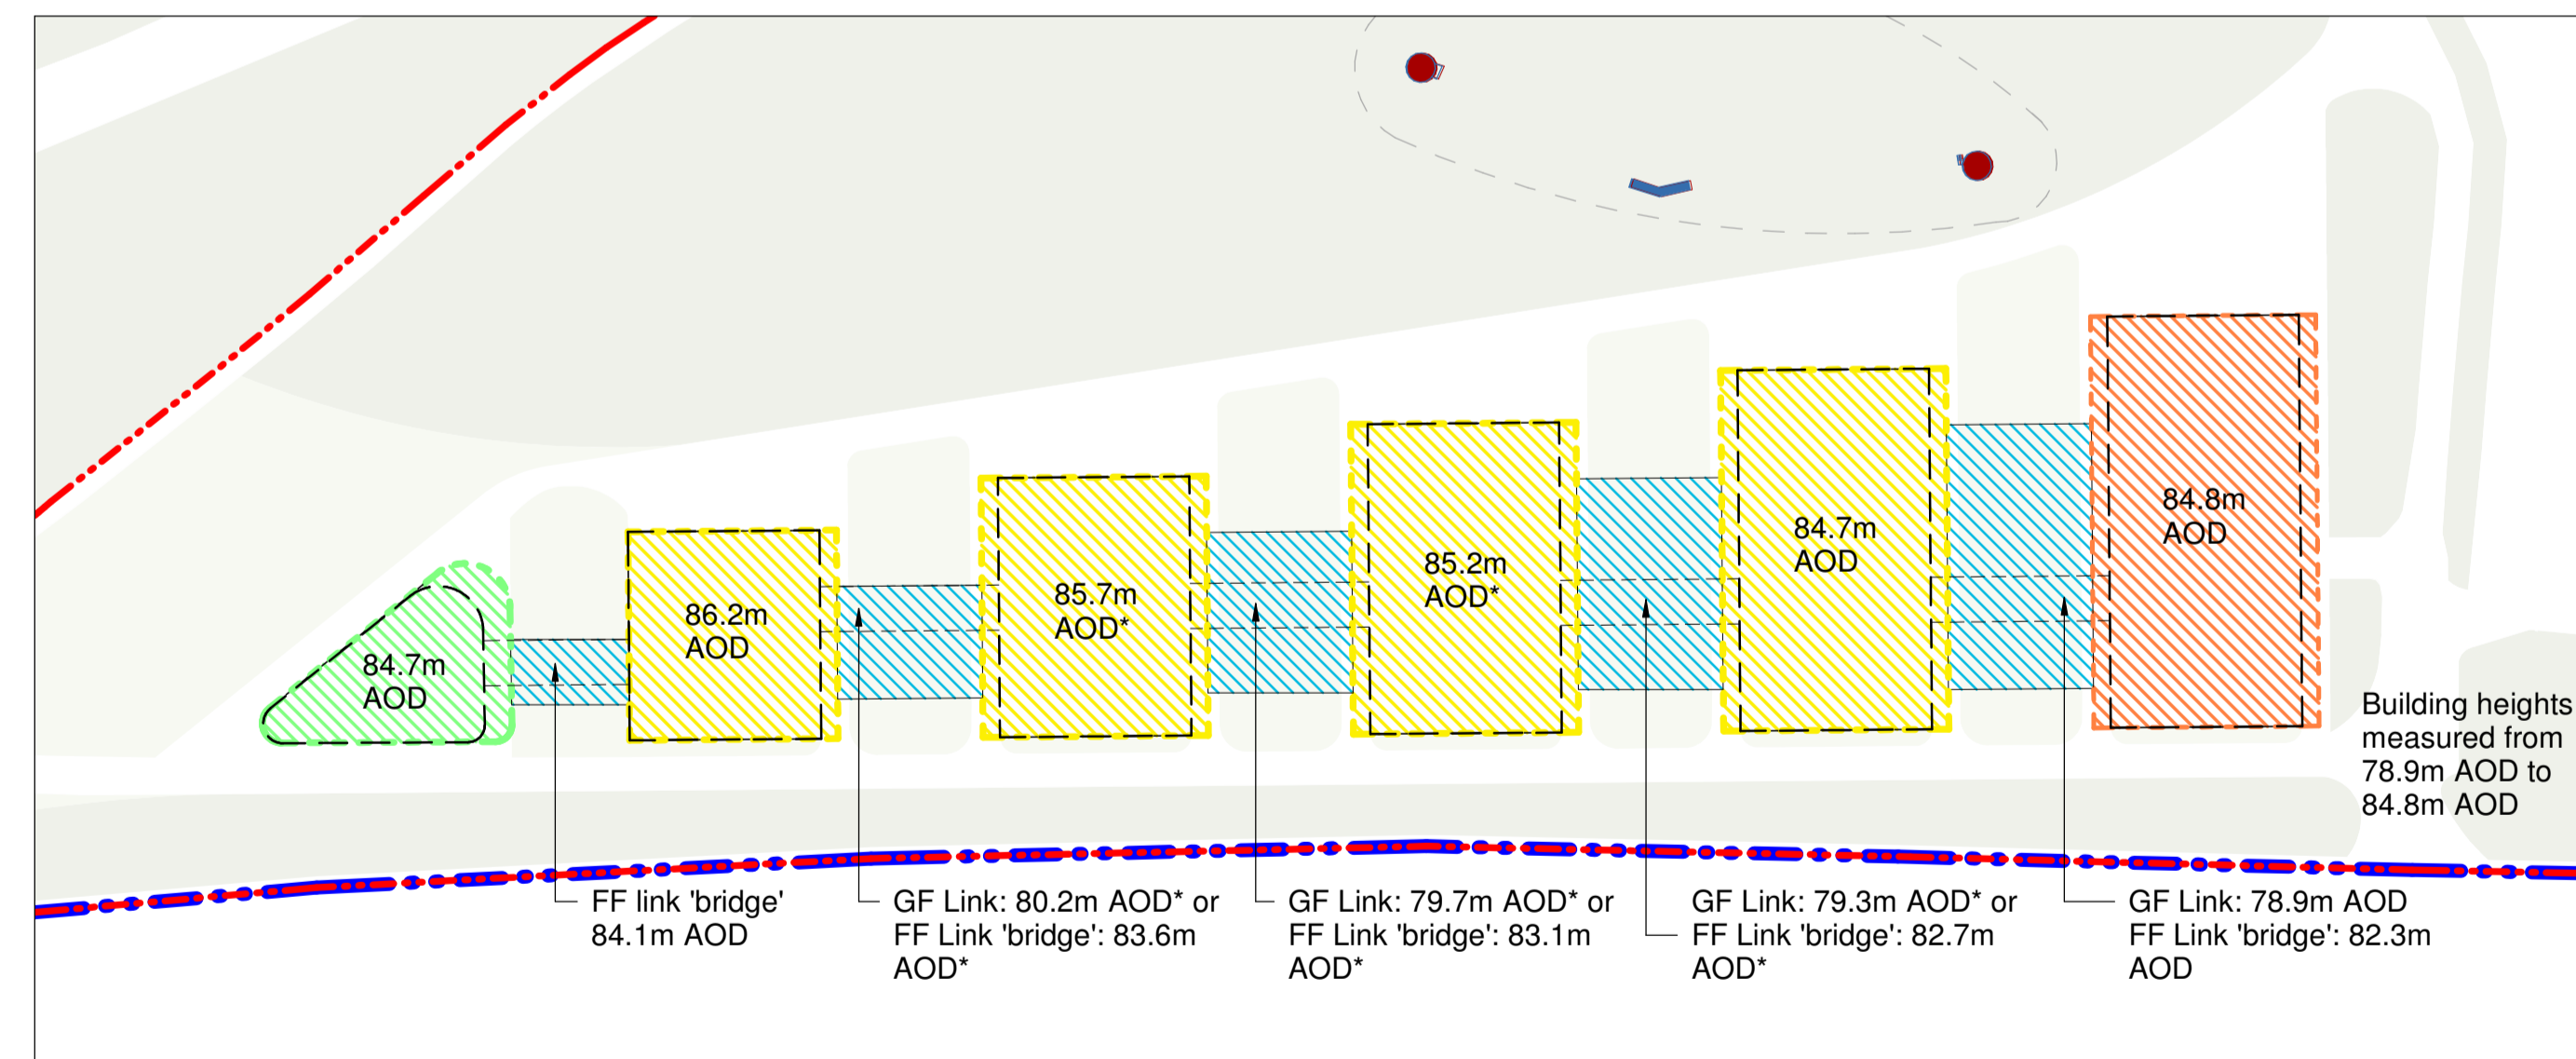 84.7m
AOD
86.2m
AOD
85.7m
AOD*
85.2m
AOD*
84.7m
AOD
84.8m
AOD
Building heights
measured from
78.9m AOD to
84.8m AOD
FF link 'bridge'
84.1m AOD
GF Link: 80.2m AOD* or
FF Link 'bridge': 83.6m
AOD*
GF Link: 79.7m AOD* or
FF Link 'bridge': 83.1m
AOD*
GF Link: 79.3m AOD* or
FF Link 'bridge': 82.7m
AOD*
GF Link: 78.9m AOD
FF Link 'bridge': 82.3m
AOD